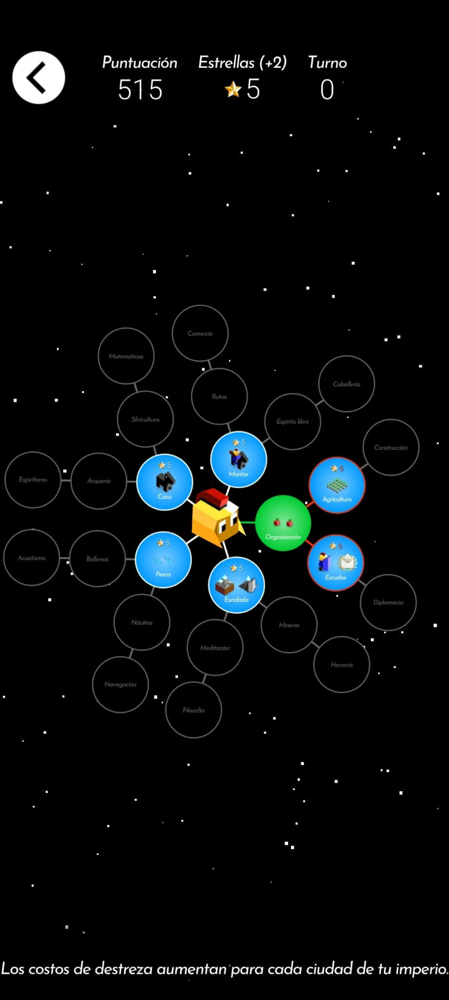 Puntuación Estrellas (+2) Turno
515 5 0
Comercio
Matemáticas
Caballería
Rutas
Silvicultura
Espíritu libre
5
Construcción
5
6
Montar
Espiritismo
Arquería
Caza
Agricultura
Organización
5
6
Acuatismo
Ballenas
5
Pesca
Escudos
Escalada
Diplomacia
Náutica
Minería
Meditación
Herrería
Navegación
Filosofía
Los costos de destreza aumentan para cada ciudad de tu imperio.